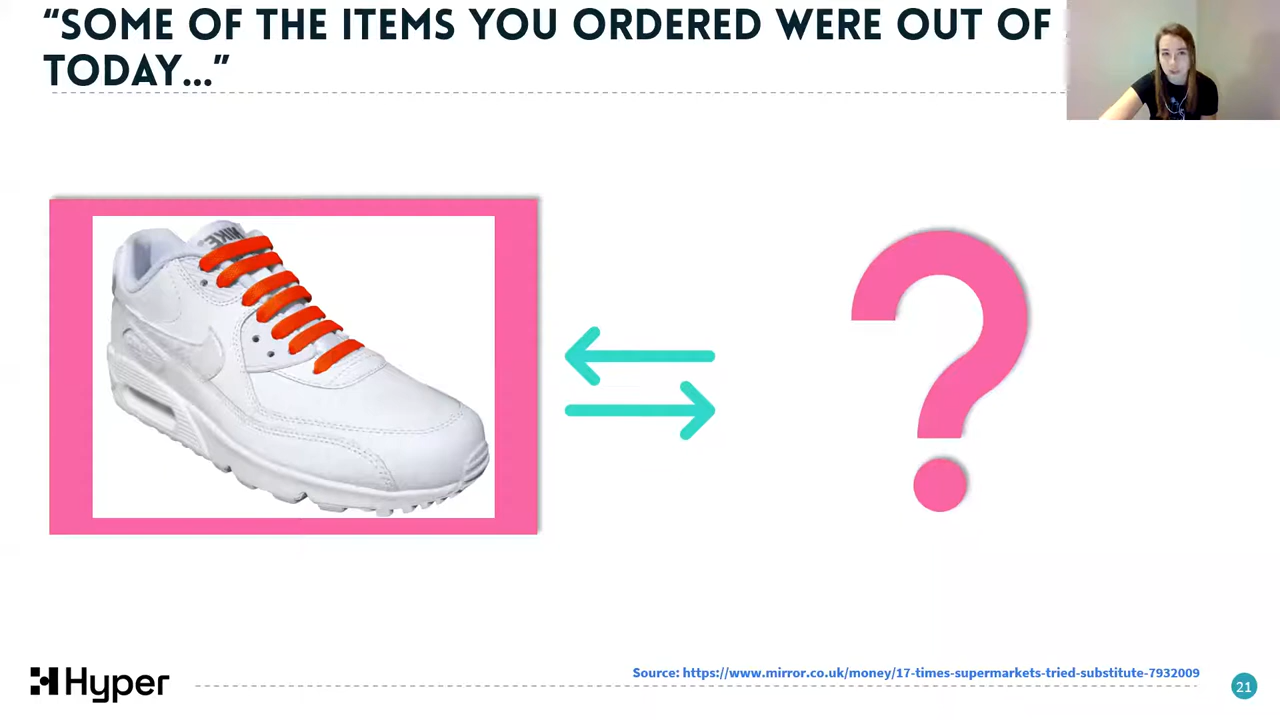 “SOME OF THE ITEMS YOU ORDERED WERE OUT OF
TODAY...”
NIKE
Hyper
Source: https://www.mirror.co.uk/money/17-times-supermarkets-tried-substitute-7932009
21